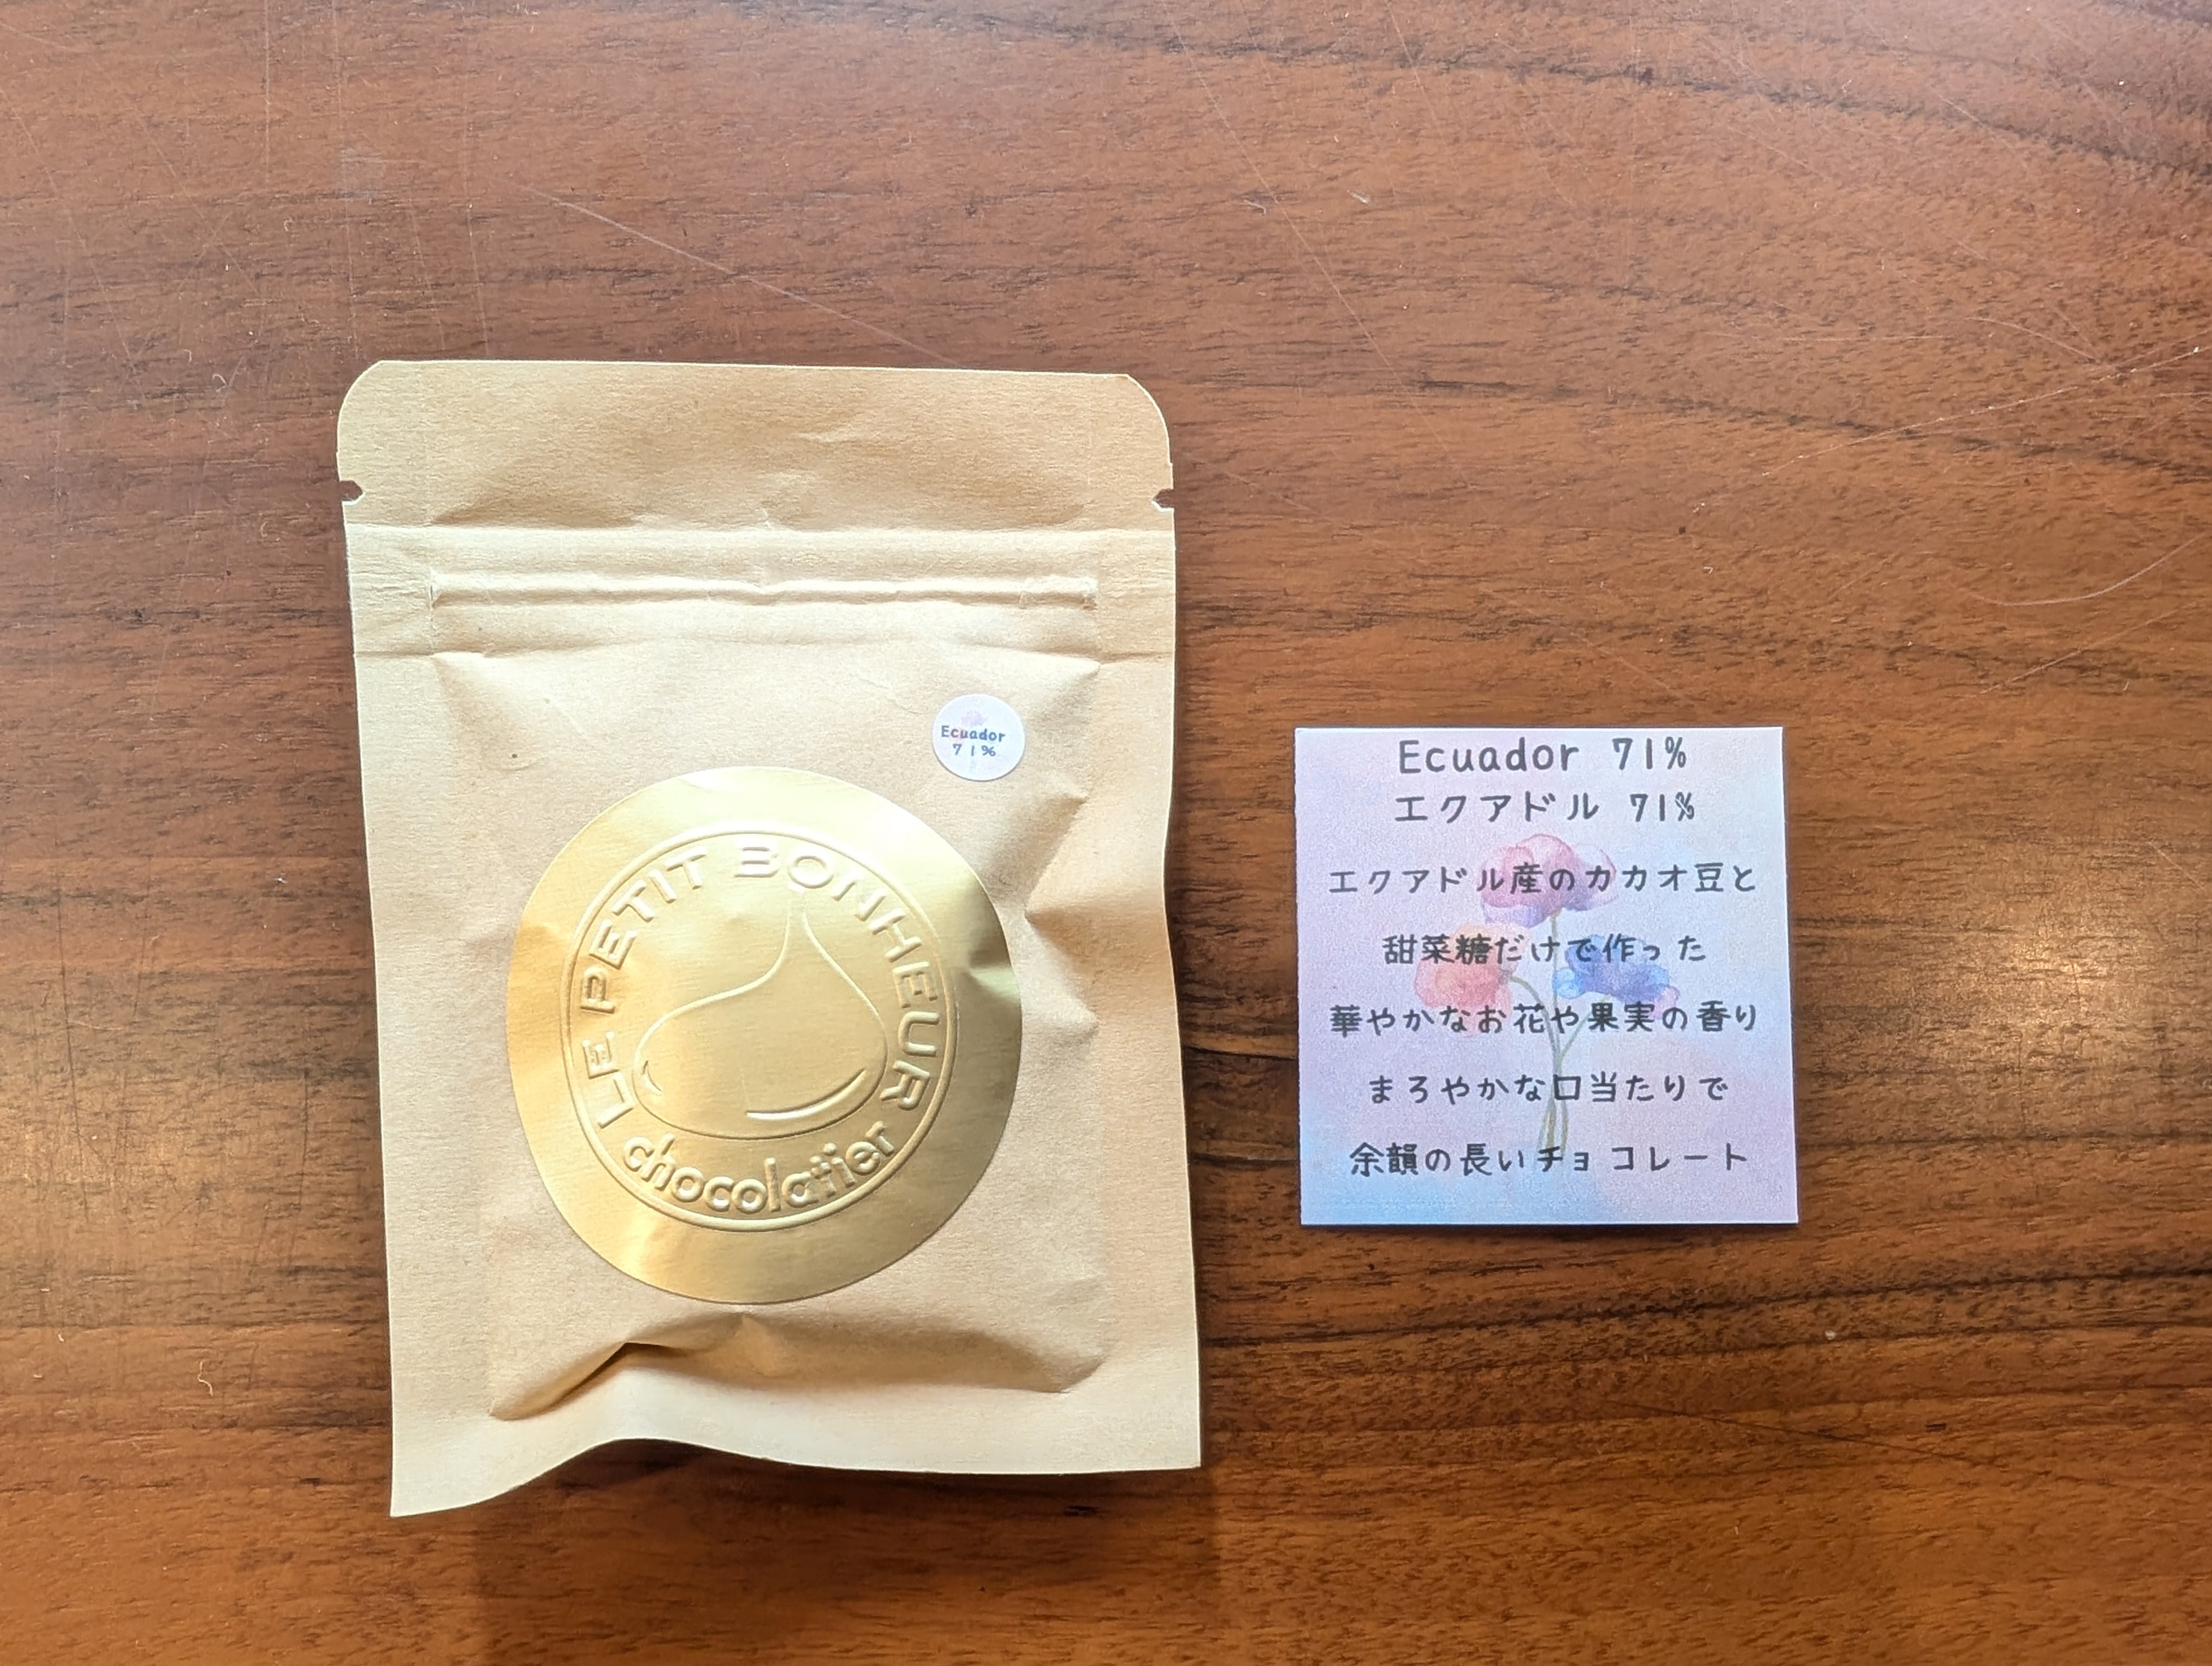 Ecuador
71%
LE PETIT BONHEUR
chocolatier
Ecuador 71%
エクアドル 71%
エクアドル産のカカオ豆と
甜菜糖だけで作った
華やかなお花や果実の香り
まろやかな口当たりで
余韻の長いチョコレート